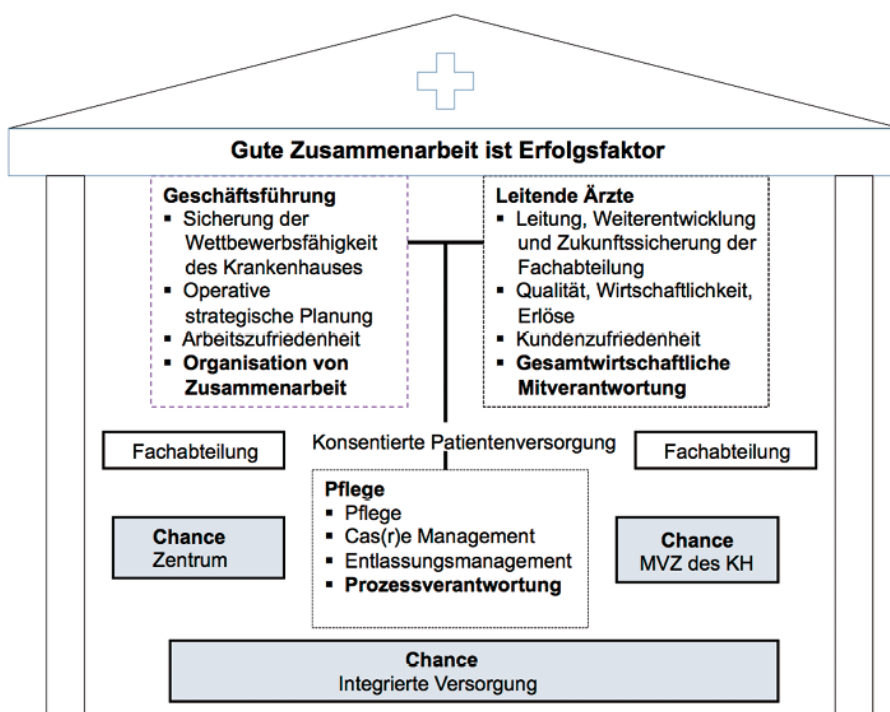 Gute Zusammenarbeit ist Erfolgsfaktor
Geschäftsführung
▪ Sicherung der
Wettbewerbsfähigkeit
des Krankenhauses
▪ Operative
strategische Planung
▪ Arbeitszufriedenheit
▪ Organisation von
Zusammenarbeit
Leitende Ärzte
▪ Leitung, Weiterentwicklung
und Zukunftssicherung der
Fachabteilung
▪ Qualität, Wirtschaftlichkeit,
Erlöse
▪ Kundenzufriedenheit
▪ Gesamtwirtschaftliche
Mitverantwortung
Konsentierte Patientenversorgung
Fachabteilung
Fachabteilung
Pflege
▪ Pflege
▪ Cas(r)e Management
▪ Entlassungsmanagement
▪ Prozessverantwortung
Chance
Zentrum
Chance
MVZ des KH
Chance
Integrierte Versorgung